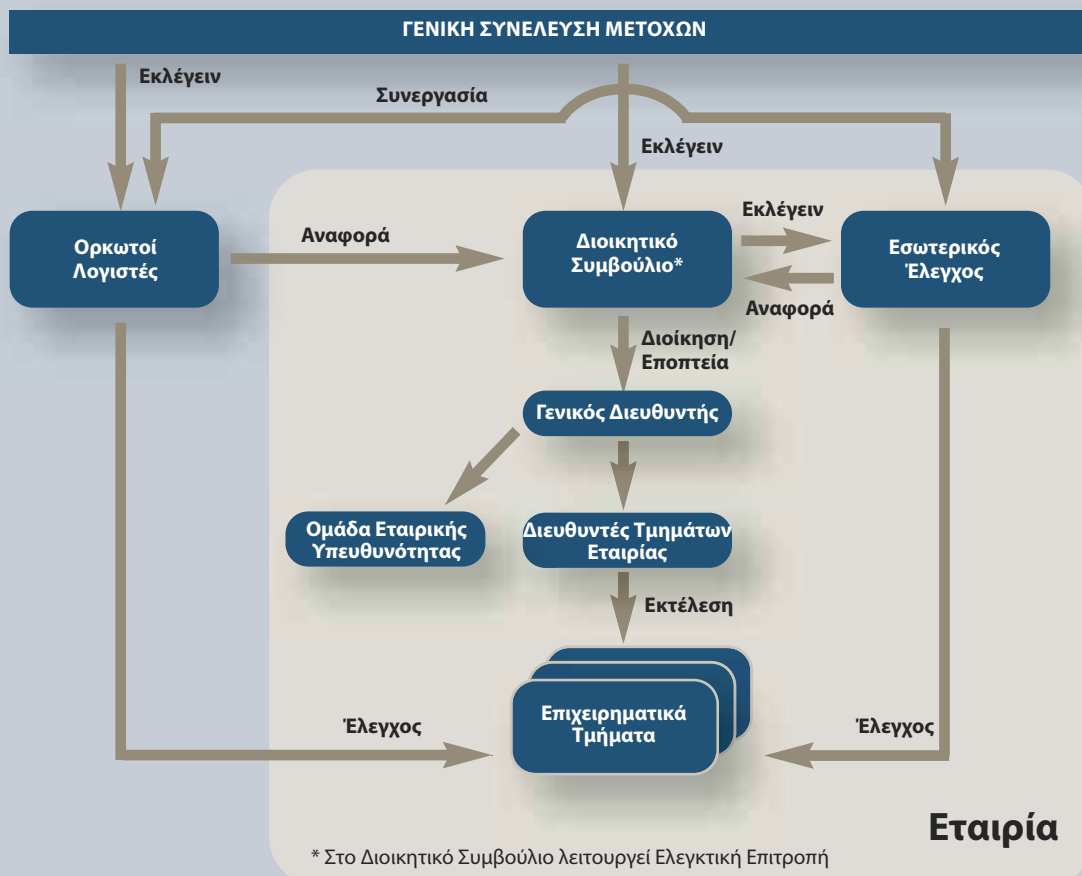 ΓΕΝΙΚΗ ΣΥΝΕΛΕΥΣΗ ΜΕΤΟΧΩΝ
Εκλέγειν
Συνεργασία
Εκλέγειν
Ορκωτοί
Λογιστές
Αναφορά
Διοικητικό
Συμβούλιο*
Εκλέγειν
Αναφορά
Εσωτερικός
Έλεγχος
Διοίκηση/
Εποπτεία
Γενικός Διευθυντής
Ομάδα Εταιρικής
Υπευθυνότητας
Διευθυντές Τμημάτων
Εταιρίας
Εκτέλεση
Επιχειρηματικά
Τμήματα
Έλεγχος
Έλεγχος
Εταιρία
* Στο Διοικητικό Συμβούλιο λειτουργεί Ελεγκτική Επιτροπή